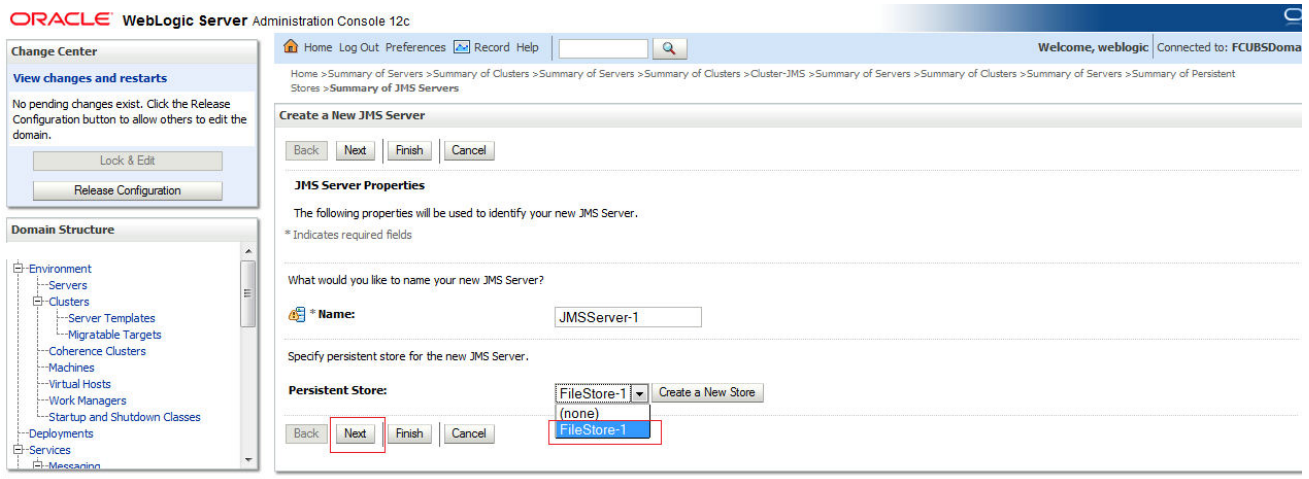 ORACLE WebLogic Server Administration Console 12c
Change Center
View changes and restarts
No pending changes exist. Click the Release
Configuration button to allow others to edit the
domain.
Lock & Edit
Release Configuration
Domain Structure
Environment
Servers
Clusters
Server Templates
Migratable Targets
Coherence Clusters
Machines
Virtual Hosts
Work Managers
Startup and Shutdown Classes
Deployments
Services
Messaging
Home Log Out Preferences Record Help
Welcome, weblogic Connected to: FCUBSDoma
Home >Summary of Servers >Summary of Clusters >Summary of Servers >Summary of Clusters >Cluster-JMS >Summary of Servers >Summary of Clusters >Summary of Servers >Summary of Persistent
Stores >Summary of JMS Servers
Create a New JMS Server
Back Next Finish Cancel
JMS Server Properties
The following properties will be used to identify your new JMS Server.
* Indicates required fields
What would you like to name your new JMS Server?
* Name: JMSServer-1
Specify persistent store for the new JMS Server.
Persistent Store: FileStore-1 Create a New Store
(none)
FileStore-1
Back Next Finish Cancel